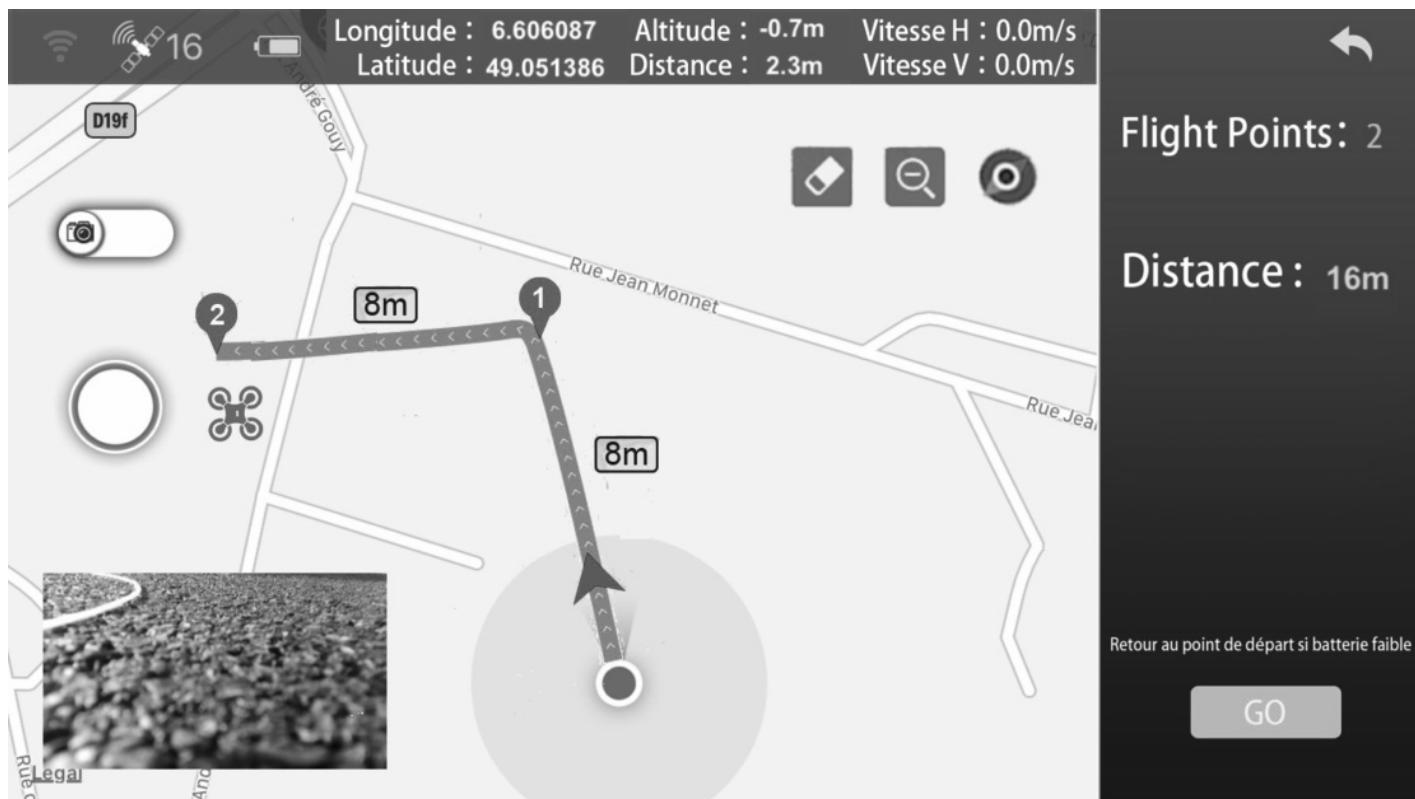 16
Longitude : 6.606087 Altitude : -0.7m Vitesse H : 0.0m/s
Latitude : 49.051386 Distance : 2.3m Vitesse V : 0.0m/s
André Gouy
D19f
Flight Points: 2
Rue Jean Monnet
Distance : 16m
8m
1
2
Rue Jea
8m
Retour au point de départ si batterie faible
GO
Rue d
Legal
And